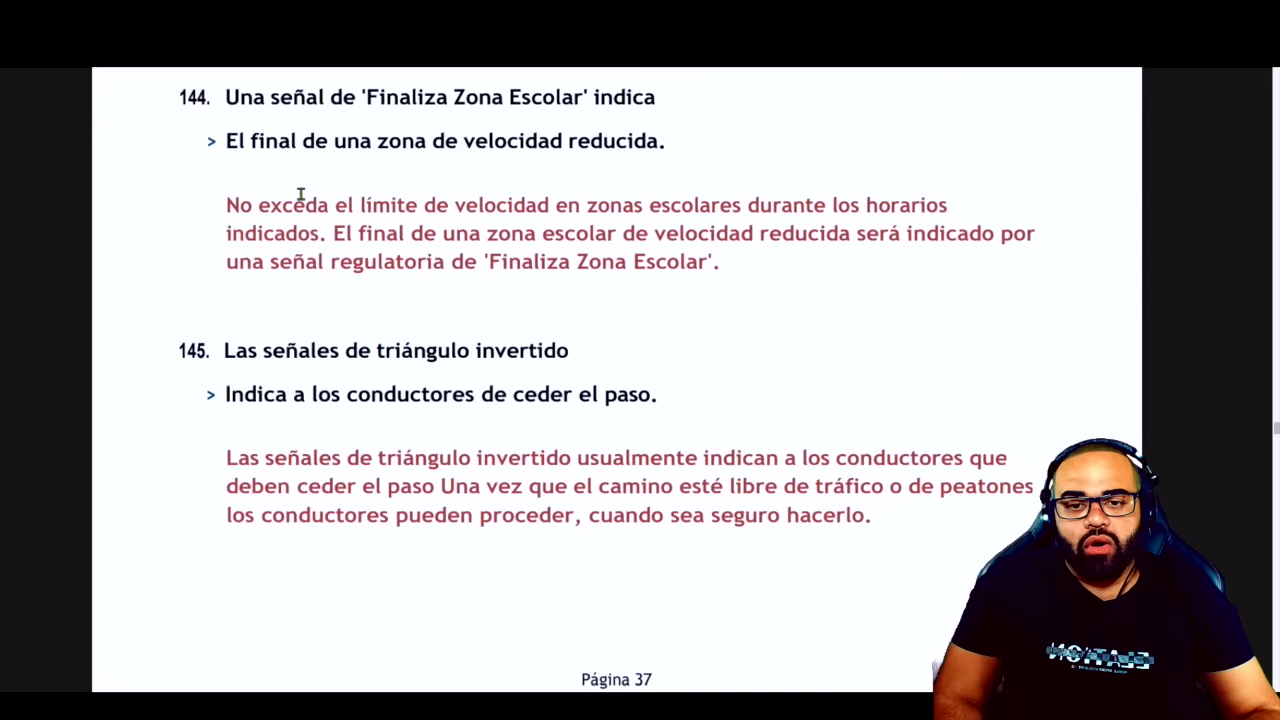 144. Una señal de 'Finaliza Zona Escolar' indica
> El final de una zona de velocidad reducida.
No exceda el límite de velocidad en zonas escolares durante los horarios
indicados. El final de una zona escolar de velocidad reducida será indicado por
una señal regulatoria de 'Finaliza Zona Escolar'.
145. Las señales de triángulo invertido
> Indica a los conductores de ceder el paso.
Las señales de triángulo invertido usualmente indican a los conductores que
deben ceder el paso Una vez que el camino esté libre de tráfico o de peatones
los conductores pueden proceder, cuando sea seguro hacerlo.
Página 37